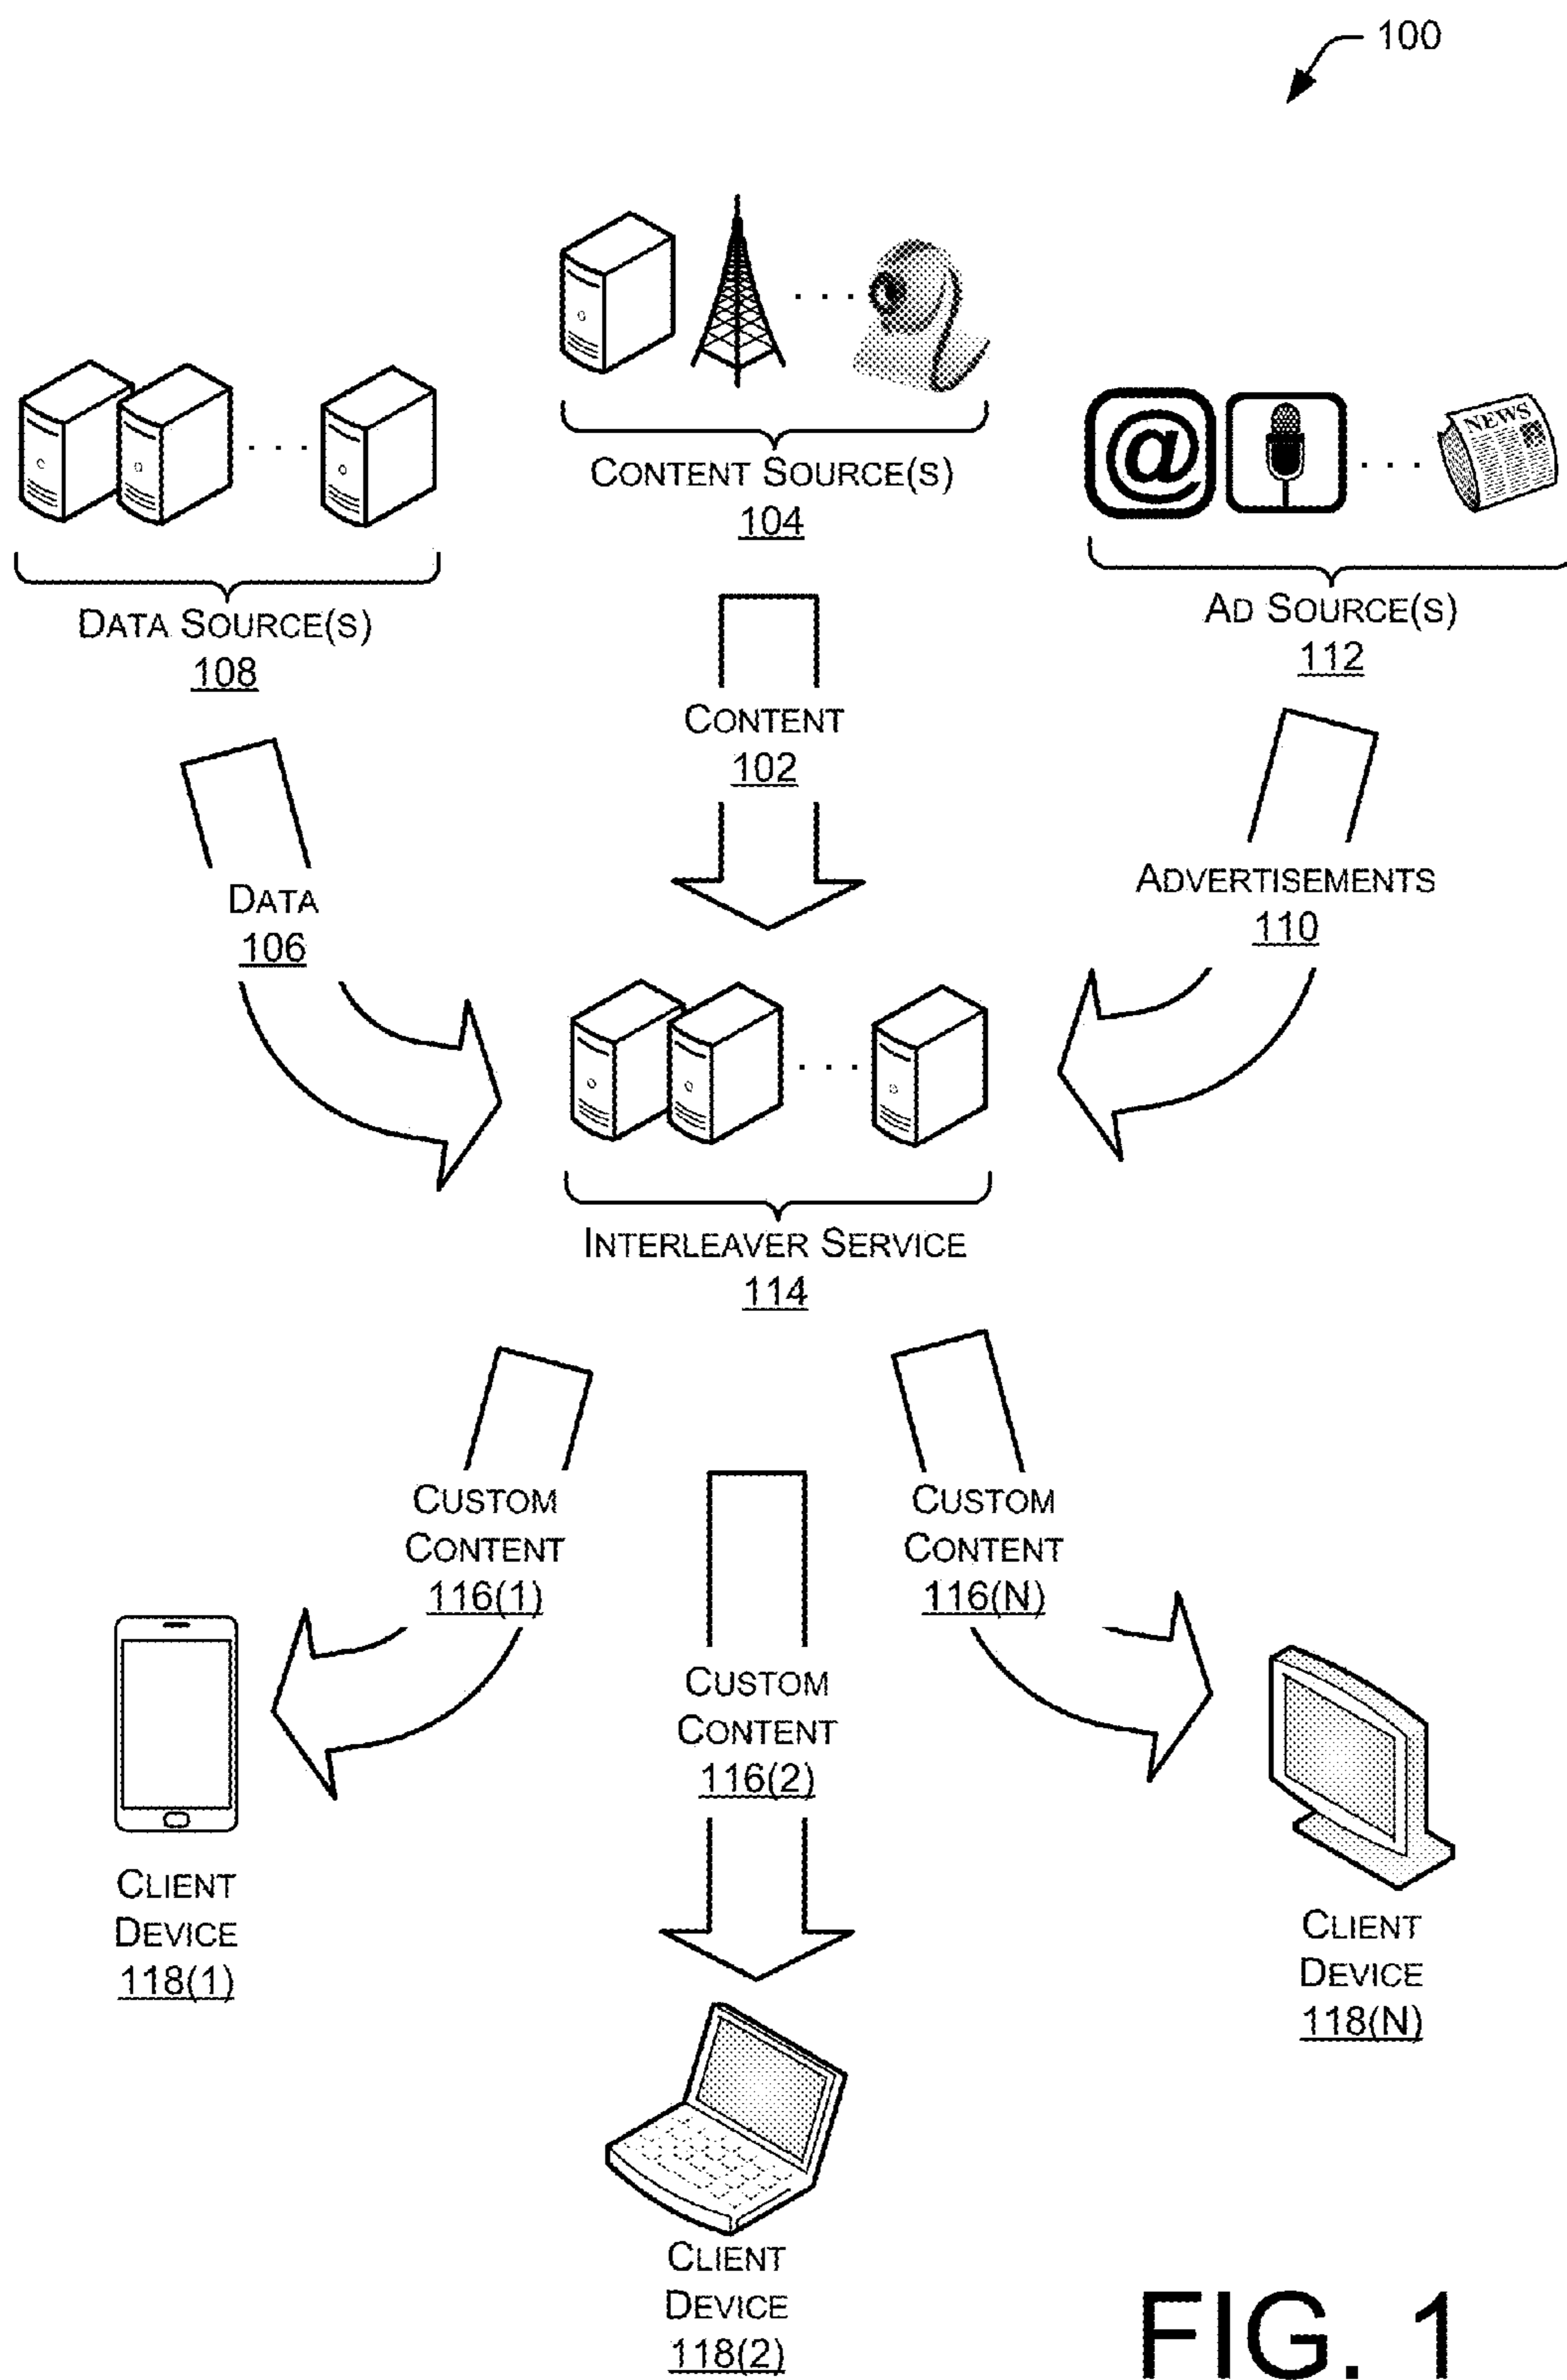 100
NEWS
@
CONTENT SOURCE(S)
104
DATA SOURCE(S)
108
AD SOURCE(S)
112
CONTENT
102
DATA
106
ADVERTISEMENTS
110
INTERLEAVER SERVICE
114
CUSTOM
CONTENT
116(1)
CUSTOM
CONTENT
116(2)
CUSTOM
CONTENT
116(N)
CLIENT
DEVICE
118(1)
CLIENT
DEVICE
118(N)
CLIENT
DEVICE
118(2)
FIG. 1